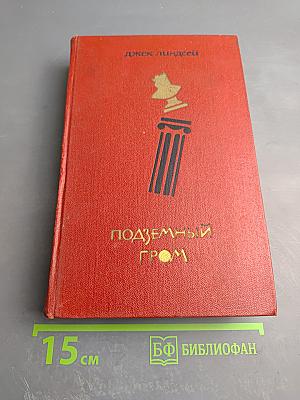 ДЖЕК ЛИНДСЕЙ
ПОДЗЕМНЫЙ
ГРОМ
15 см
БФ БИБЛИОФАН